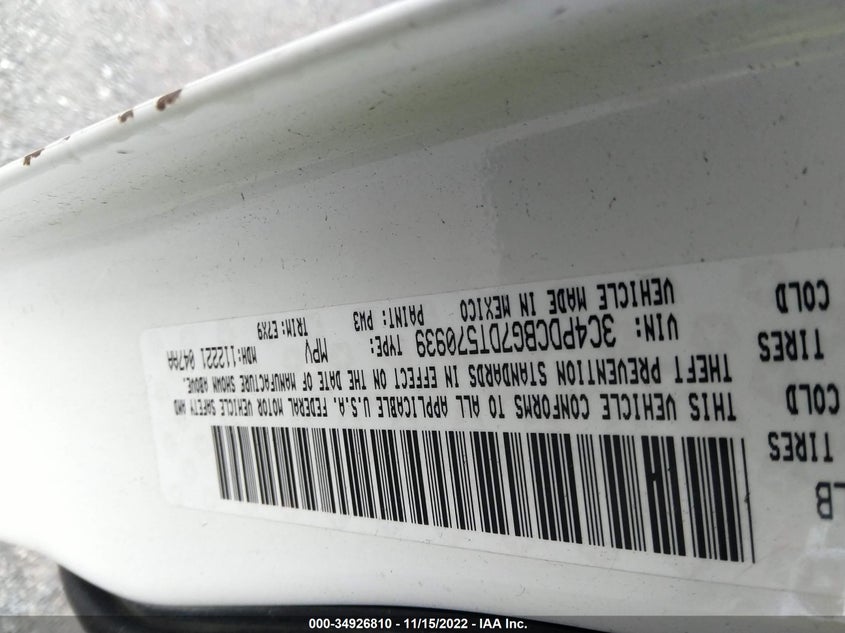 LB
TIRES
COLD
TIRES
COLD
THIS VEHICLE CONFORMS TO ALL APPLICABLE U.S.A. FEDERAL MOTOR VEHICLE SAFETY AND
THEFT PREVENTION STANDARDS IN EFFECT ON THE DATE OF MANUFACTURE SHOWN ABOVE.
VIN: 3C4PDCBG7DT570939 TYPE: MPV MDH:112221 047AA
VEHICLE MADE IN MEXICO PAINT: PW3 TRIM:E7X9
000-34926810 - 11/15/2022 - IAA Inc.